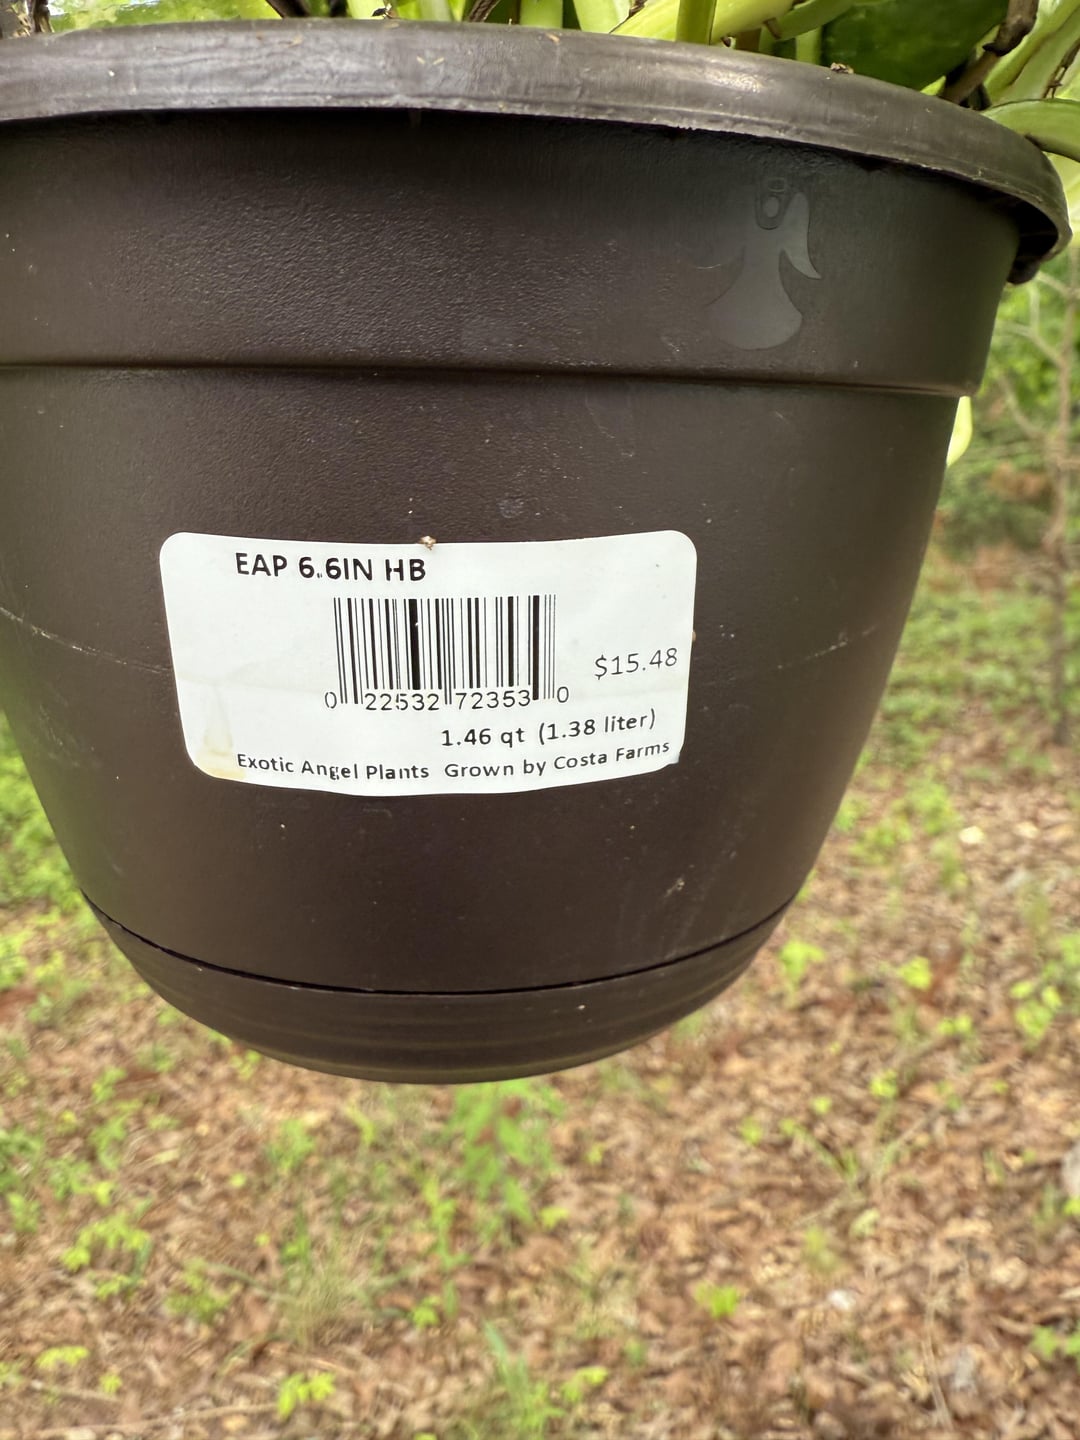 EAP 6.6IN HB
$15.48
0 22532 72353 0
1.46 qt (1.38 liter)
Exotic Angel Plants Grown by Costa Farms